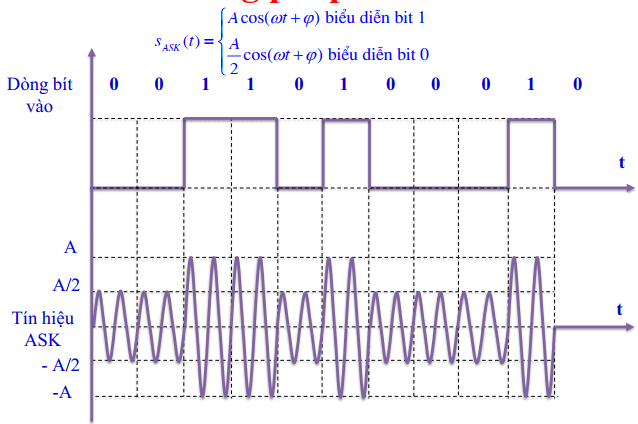 s_ASK(t) = { A cos(ωt + φ) biểu diễn bit 1
A/2 cos(ωt + φ) biểu diễn bit 0
Dòng bít vào
0 0 1 1 0 1 0 0 0 1 0
t
A
A/2
Tín hiệu ASK
t
- A/2
-A